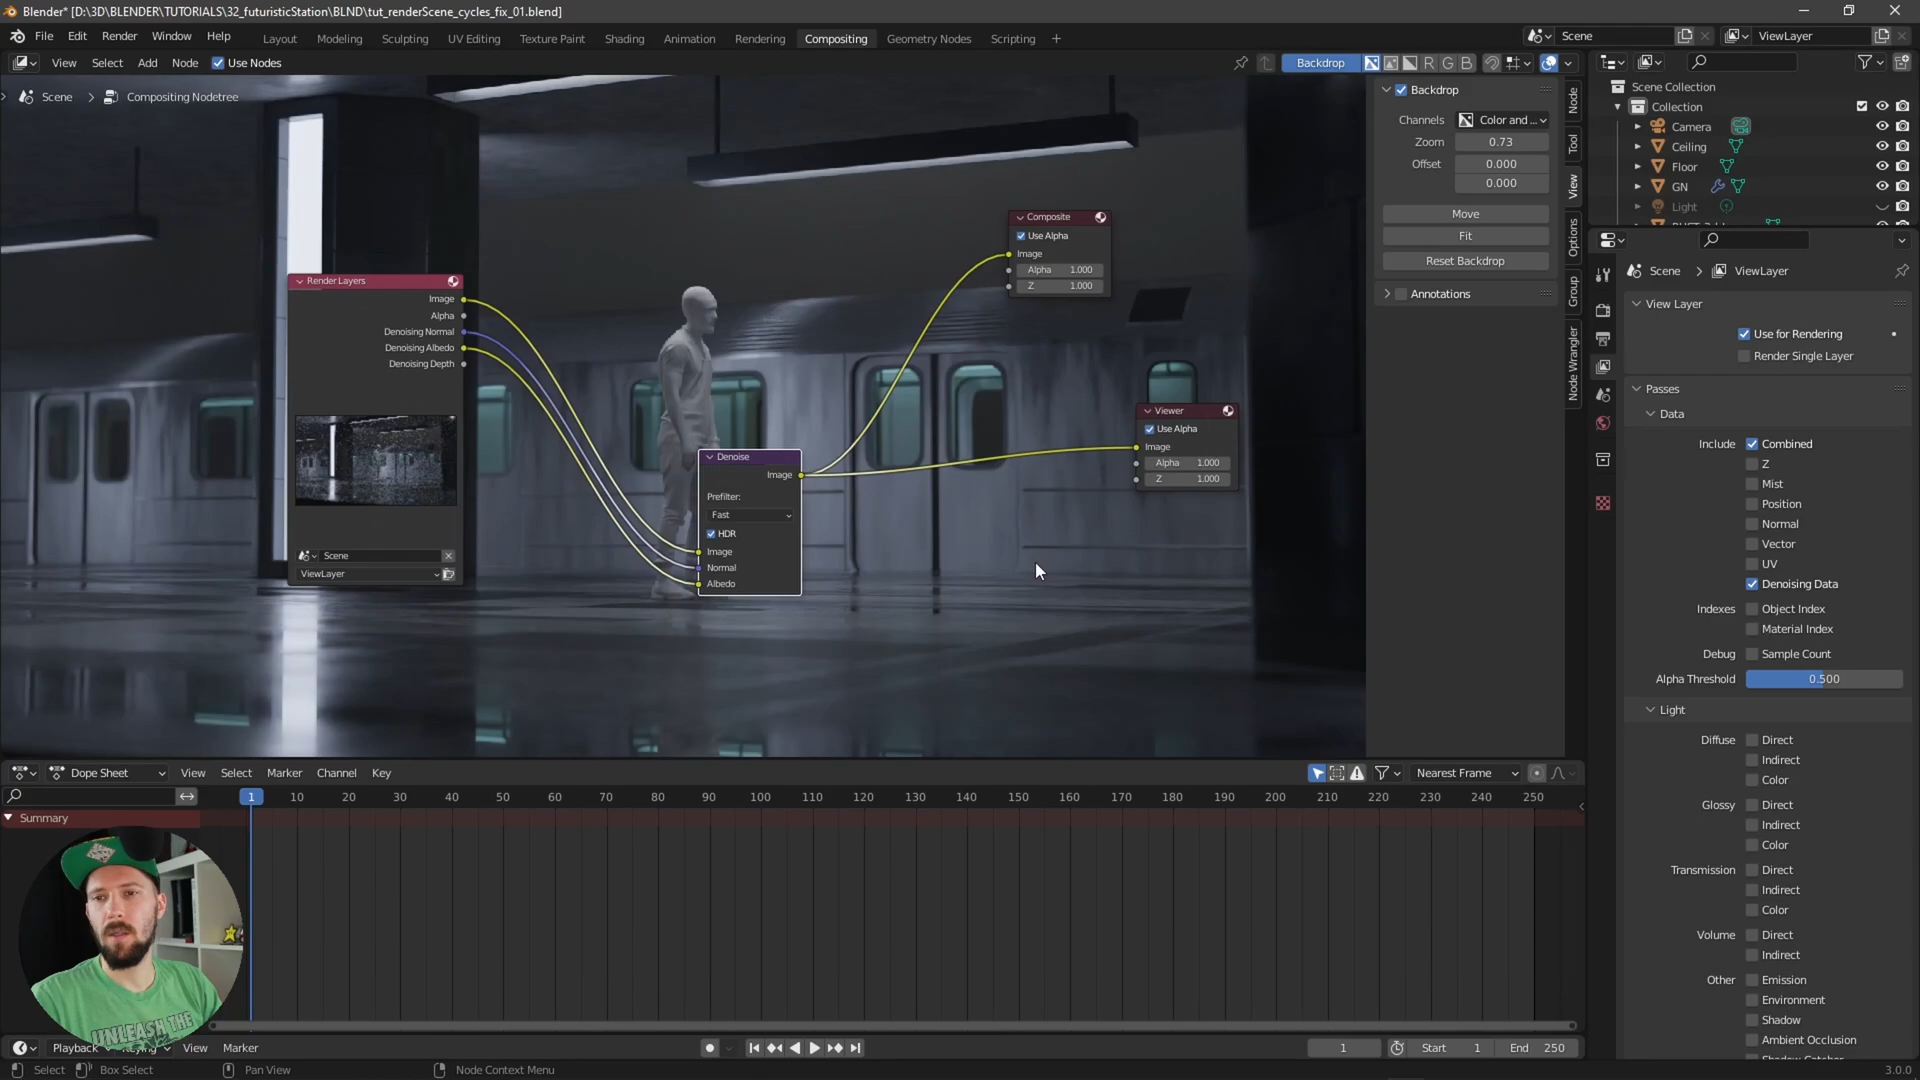 Blender* [D:\3D\BLENDER\TUTORIALS\32_futuristicStation\BLND\tut_renderScene_cycles_fix_01.blend]
File Edit Render Window Help Layout Modeling Sculpting UV Editing Texture Paint Shading Animation Rendering Compositing Geometry Nodes Scripting + Scene ViewLayer
View Select Add Node Use Nodes Backdrop R G B
Scene > Compositing Nodetree
Backdrop
Channels Color and ...
Zoom 0.73
Offset 0.000
0.000
Move
Fit
Reset Backdrop
Annotations
Node
Tool
View
Options
Group
Node Wrangler
Scene Collection
Collection
Camera
Ceiling
Floor
GN
Light
Render Layers
Image
Alpha
Denoising Normal
Denoising Albedo
Denoising Depth
Scene
ViewLayer
Denoise
Image
Prefilter:
Fast
HDR
Image
Normal
Albedo
Composite
Use Alpha
Image
Alpha 1.000
Z 1.000
Viewer
Use Alpha
Image
Alpha 1.000
Z 1.000
Scene > ViewLayer
View Layer
Use for Rendering
Render Single Layer
Passes
Data
Include Combined
Z
Mist
Position
Normal
Vector
UV
Denoising Data
Indexes Object Index
Material Index
Debug Sample Count
Alpha Threshold 0.500
Light
Diffuse Direct
Indirect
Color
Glossy Direct
Indirect
Color
Transmission Direct
Indirect
Color
Volume Direct
Indirect
Other Emission
Environment
Shadow
Ambient Occlusion
Shadow Catcher
Dope Sheet View Select Marker Channel Key Nearest Frame
1 10 20 30 40 50 60 70 80 90 100 110 120 130 140 150 160 170 180 190 200 210 220 230 240 250
Summary
UNLEASH THE
Playback Keying View Marker 1 Start 1 End 250
Select Box Select Pan View Node Context Menu 3.0.0